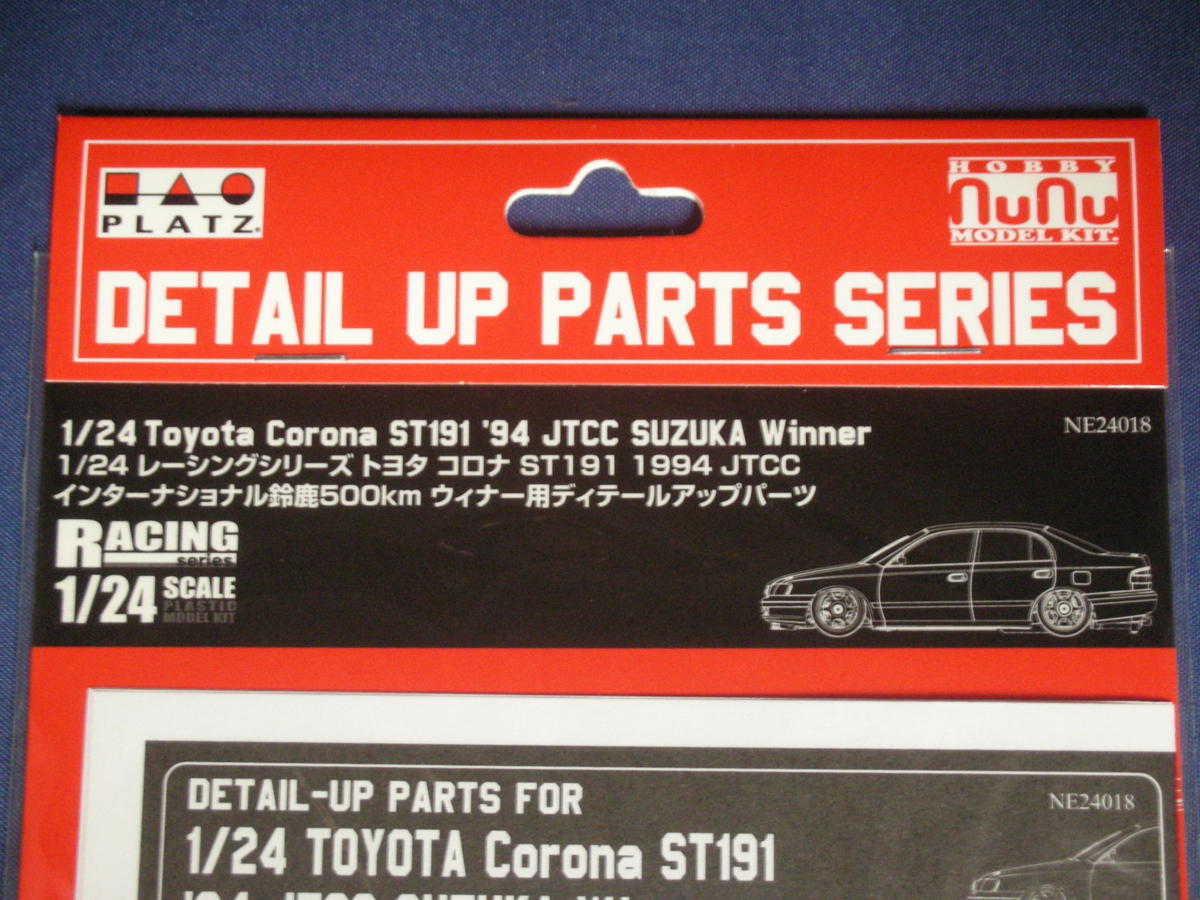 PLATZ
HOBBY
nunu
MODEL KIT.
DETAIL UP PARTS SERIES
1/24 Toyota Corona ST191 '94 JTCC SUZUKA Winner
NE24018
1/24 レーシングシリーズ トヨタ コロナ ST191 1994 JTCC
インターナショナル鈴鹿500km ウィナー用ディテールアップパーツ
RACING
series
1/24 SCALE
PLASTIC
MODEL KIT
DETAIL-UP PARTS FOR
NE24018
1/24 TOYOTA Corona ST191
'94 JTCC SUZUKA